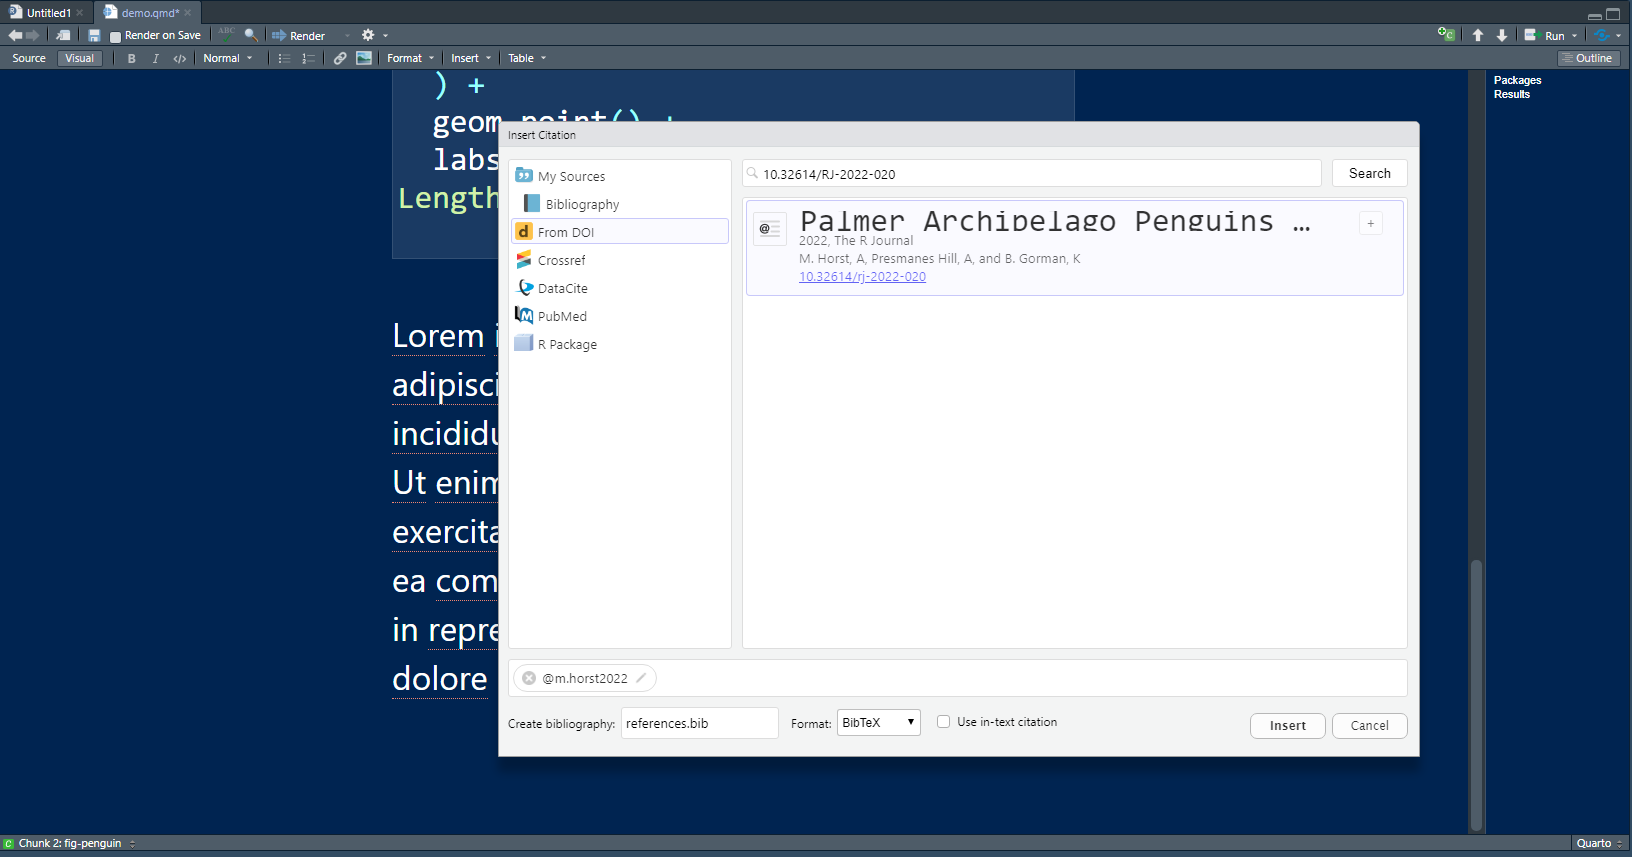 Untitled1
demo.qmd*
Render on Save
ABC
Render
Run
Source
Visual
B
I
</>
Normal
Format
Insert
Table
Outline
Packages
Results
) +
geom_point() +
labs
Length
Lorem i
adipisci
incididu
Ut enim
exercita
ea com
in repre
dolore
Insert Citation
My Sources
Bibliography
From DOI
Crossref
DataCite
PubMed
R Package
10.32614/RJ-2022-020
Search
Palmer Archipelago Penguins …
2022, The R Journal
M. Horst, A, Presmanes Hill, A, and B. Gorman, K
10.32614/rj-2022-020
+
@m.horst2022
Create bibliography:
references.bib
Format:
BibTeX
Use in-text citation
Insert
Cancel
Chunk 2: fig-penguin
Quarto